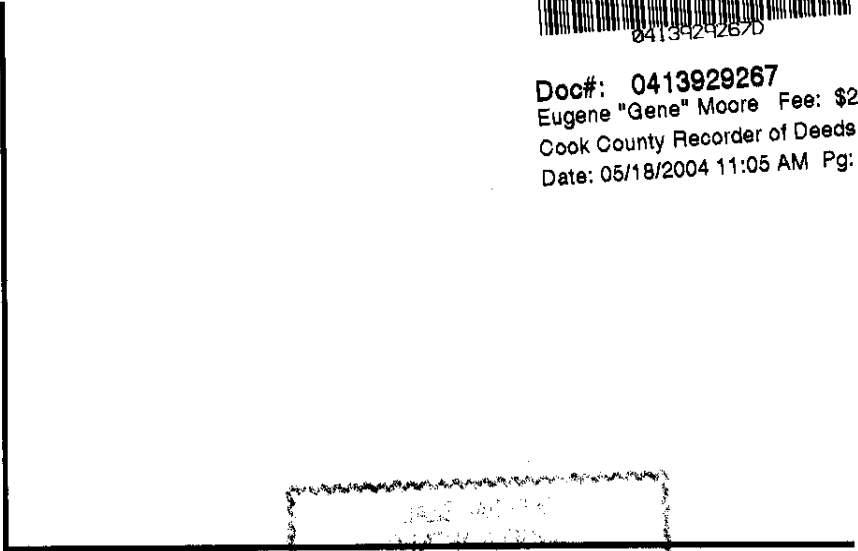 0413929267D
Doc#: 0413929267
Eugene "Gene" Moore Fee: $2
Cook County Recorder of Deeds
Date: 05/18/2004 11:05 AM Pg: